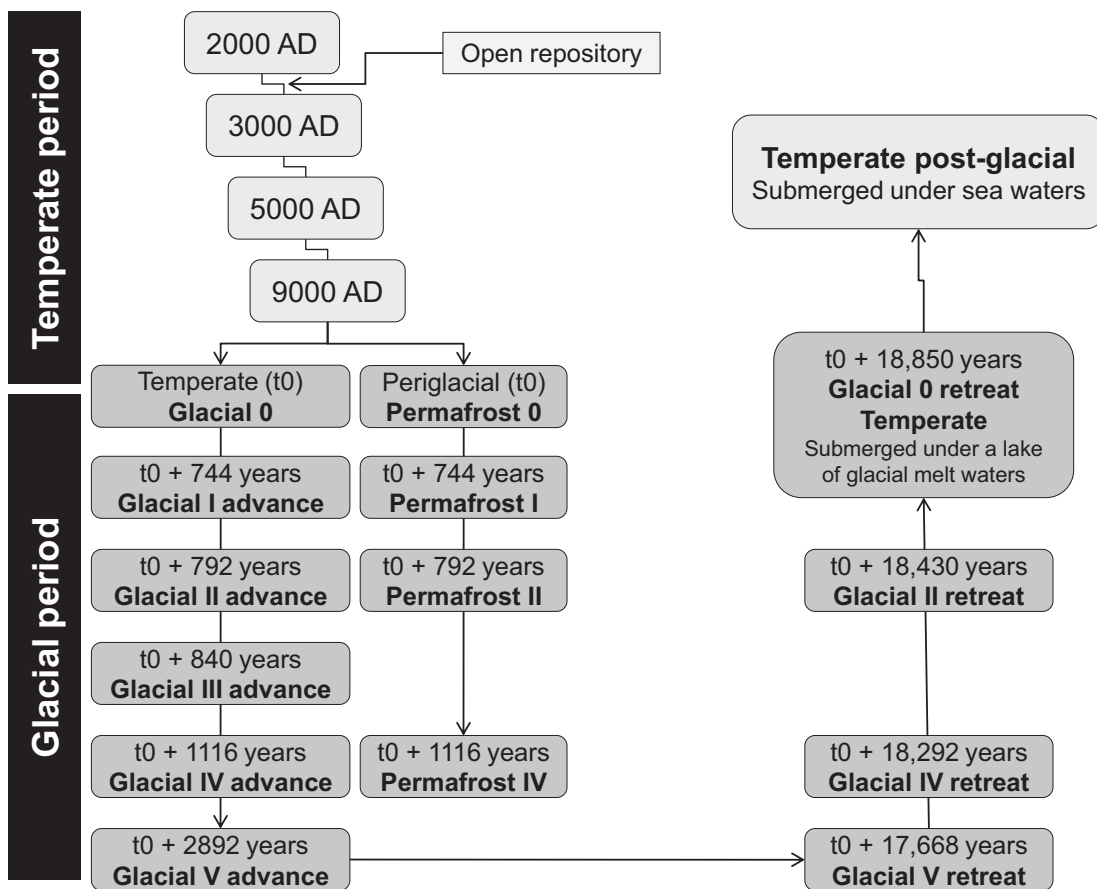 Temperate period
2000 AD
Open repository
3000 AD
5000 AD
9000 AD
Glacial period
Temperate (t0)
Glacial 0
t0 + 744 years
Glacial I advance
t0 + 792 years
Glacial II advance
t0 + 840 years
Glacial III advance
t0 + 1116 years
Glacial IV advance
t0 + 2892 years
Glacial V advance
Periglacial (t0)
Permafrost 0
t0 + 744 years
Permafrost I
t0 + 792 years
Permafrost II
t0 + 1116 years
Permafrost IV
Temperate post-glacial
Submerged under sea waters
t0 + 18,850 years
Glacial 0 retreat
Temperate
Submerged under a lake
of glacial melt waters
t0 + 18,430 years
Glacial II retreat
t0 + 18,292 years
Glacial IV retreat
t0 + 17,668 years
Glacial V retreat